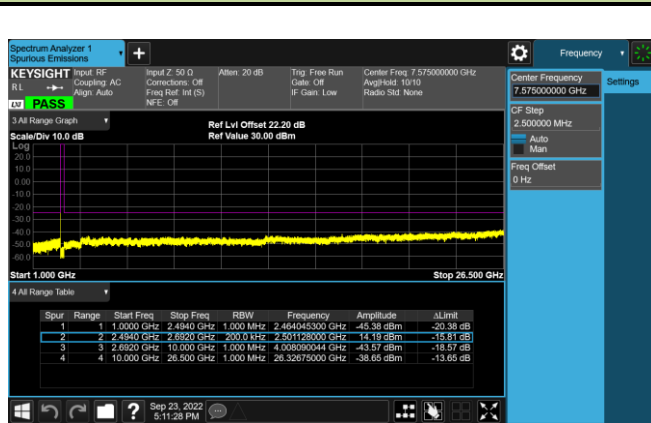 Spectrum Analyzer 1
Spurious Emissions
+
Frequency
KEYSIGHT
Input: RF
Coupling: AC
Align: Auto
Input Z: 50 Ω
Corrections: Off
Freq Ref: Int (S)
NFE: Off
Atten: 20 dB
Trig: Free Run
Gate: Off
IF Gain: Low
Center Freq: 7.575000000 GHz
Avg|Hold: 10/10
Radio Std: None
R L
LXI
PASS
Center Frequency
7.575000000 GHz
Settings
CF Step
2.500000 MHz
Auto
Man
Freq Offset
0 Hz
3 All Range Graph
Scale/Div 10.0 dB
Ref Lvl Offset 22.20 dB
Ref Value 30.00 dBm
Log
20.0
10.0
0.00
-10.0
-20.0
-30.0
-40.0
-50.0
-60.0
Start 1.000 GHz
Stop 26.500 GHz
4 All Range Table
Spur Range Start Freq Stop Freq RBW Frequency Amplitude ΔLimit
1 1 1.0000 GHz 2.4940 GHz 1.000 MHz 2.464045300 GHz -45.38 dBm -20.38 dB
2 2 2.4940 GHz 2.6920 GHz 200.0 kHz 2.501128000 GHz 14.19 dBm -15.81 dB
3 3 2.6920 GHz 10.000 GHz 1.000 MHz 4.008090044 GHz -43.57 dBm -18.57 dB
4 4 10.000 GHz 26.500 GHz 1.000 MHz 26.32675000 GHz -38.65 dBm -13.65 dB
?
Sep 23, 2022
5:11:28 PM